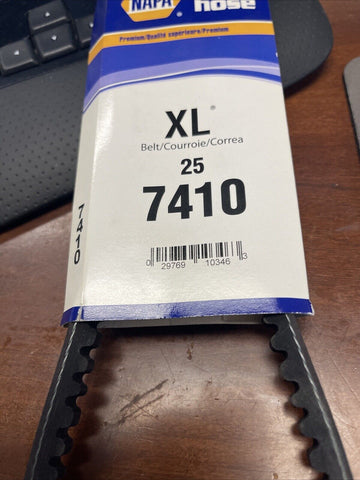 NAPA
hose
Premium/Qualité supérieure/Premium
XL®
Belt/Courroie/Correa
25
7410
0 29769 10346 3
7410